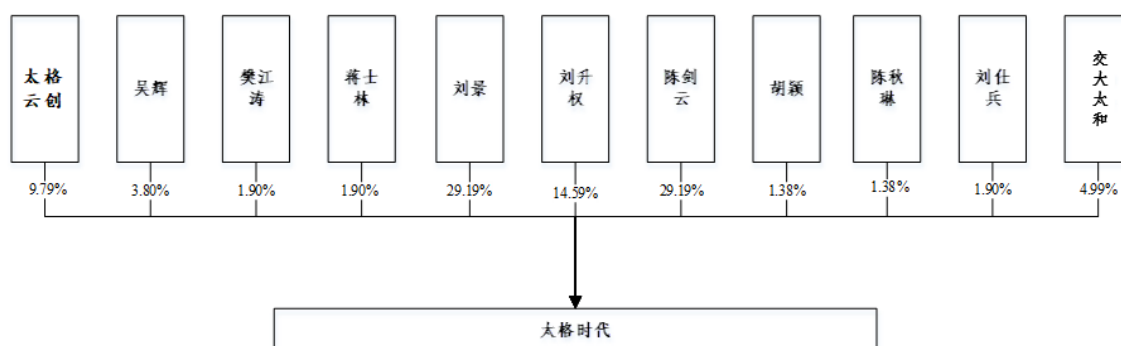 太格
云创
吴辉
樊江
涛
蒋士
林
刘景
刘升
权
陈剑
云
胡颖
陈秋
琳
刘仕
兵
交
大
太
和
9.79%
3.80%
1.90%
1.90%
29.19%
14.59%
29.19%
1.38%
1.38%
1.90%
4.99%
太格时代